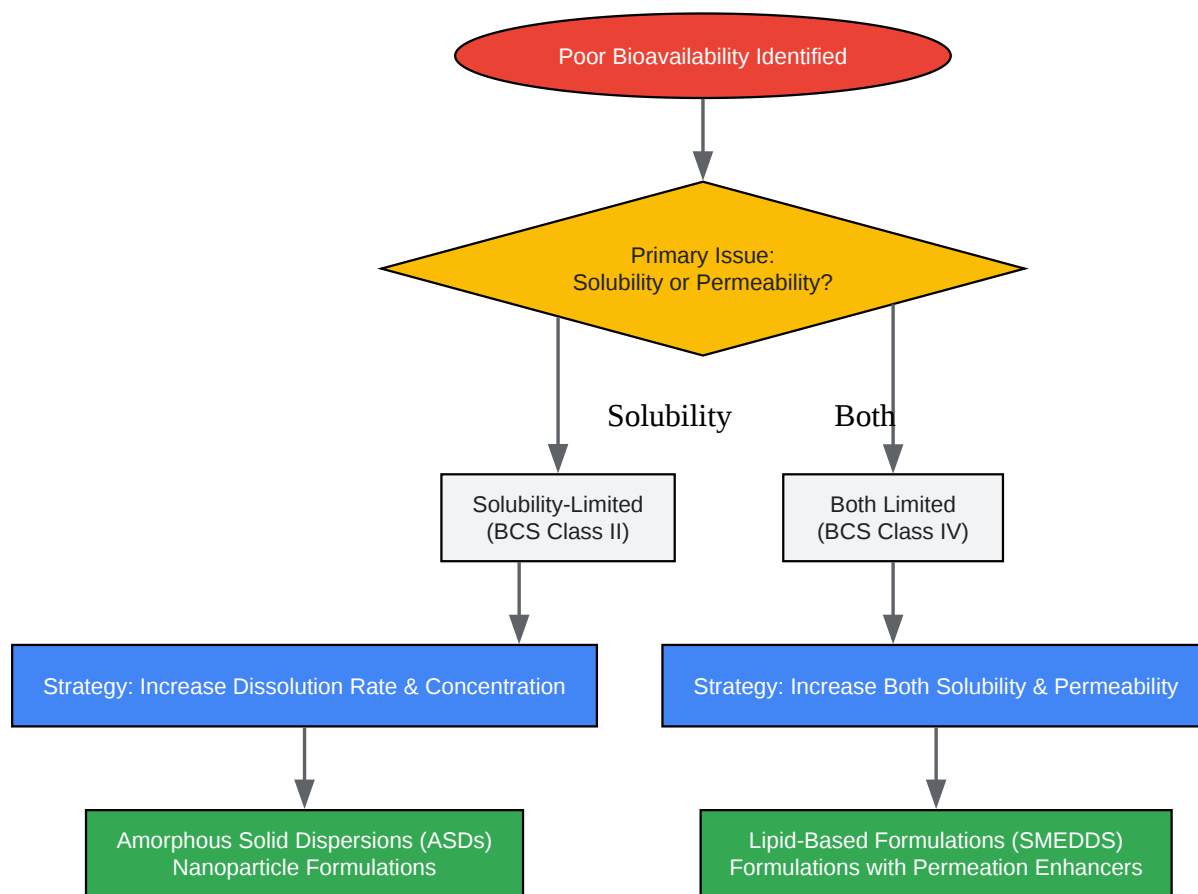 Poor Bioavailability Identified
Primary Issue:
Solubility or Permeability?
Solubility
Both
Solubility-Limited
(BCS Class II)
Both Limited
(BCS Class IV)
Strategy: Increase Dissolution Rate & Concentration
Strategy: Increase Both Solubility & Permeability
Amorphous Solid Dispersions (ASDs)
Nanoparticle Formulations
Lipid-Based Formulations (SMEDDS)
Formulations with Permeation Enhancers